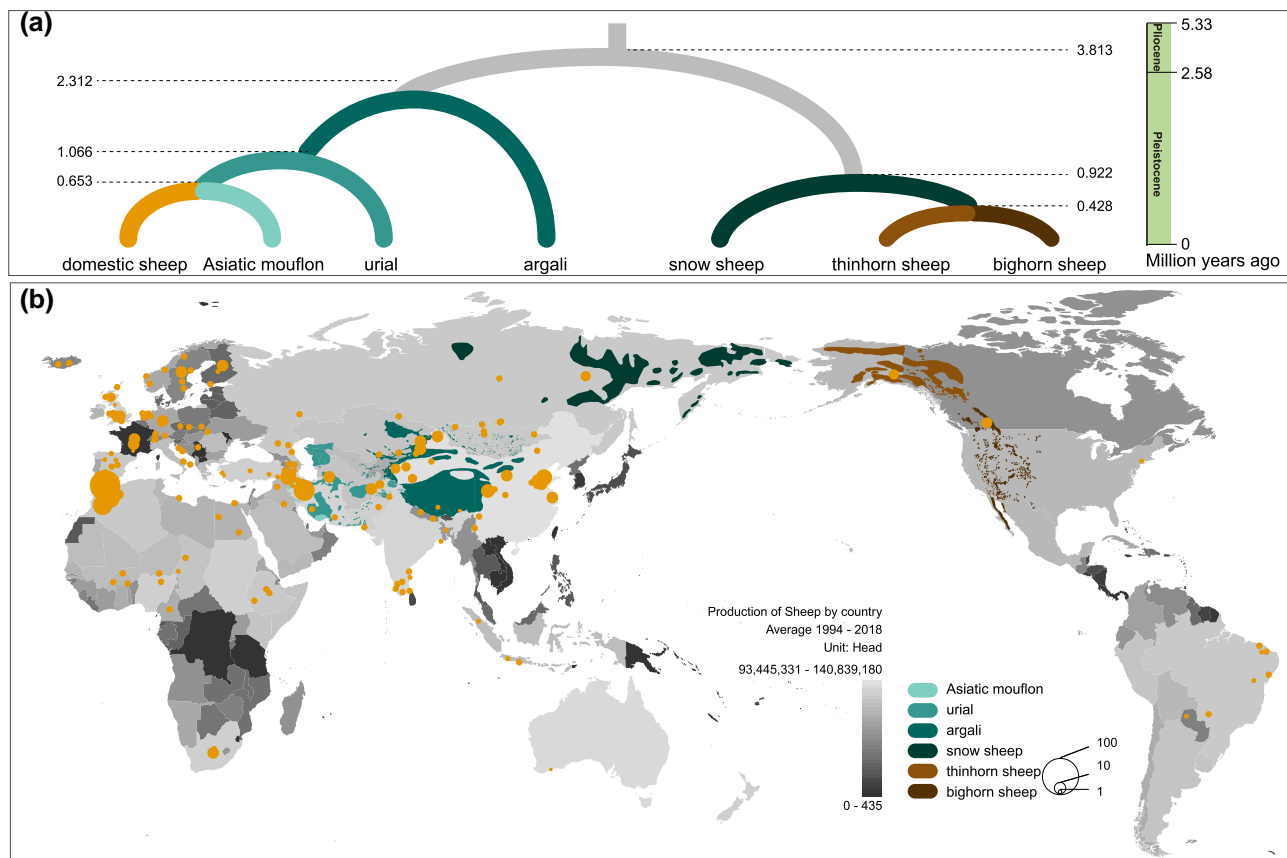 (a)
5.33
Pliocene
3.813
2.58
2.312
Pleistocene
1.066
0.922
0.653
0.428
0
domestic sheep
Asiatic mouflon
urial
argali
snow sheep
thinhorn sheep
bighorn sheep
Million years ago
(b)
Production of Sheep by country
Average 1994 - 2018
Unit: Head
93,445,331 - 140,839,180
0 - 435
Asiatic mouflon
urial
argali
snow sheep
thinhorn sheep
bighorn sheep
100
10
1